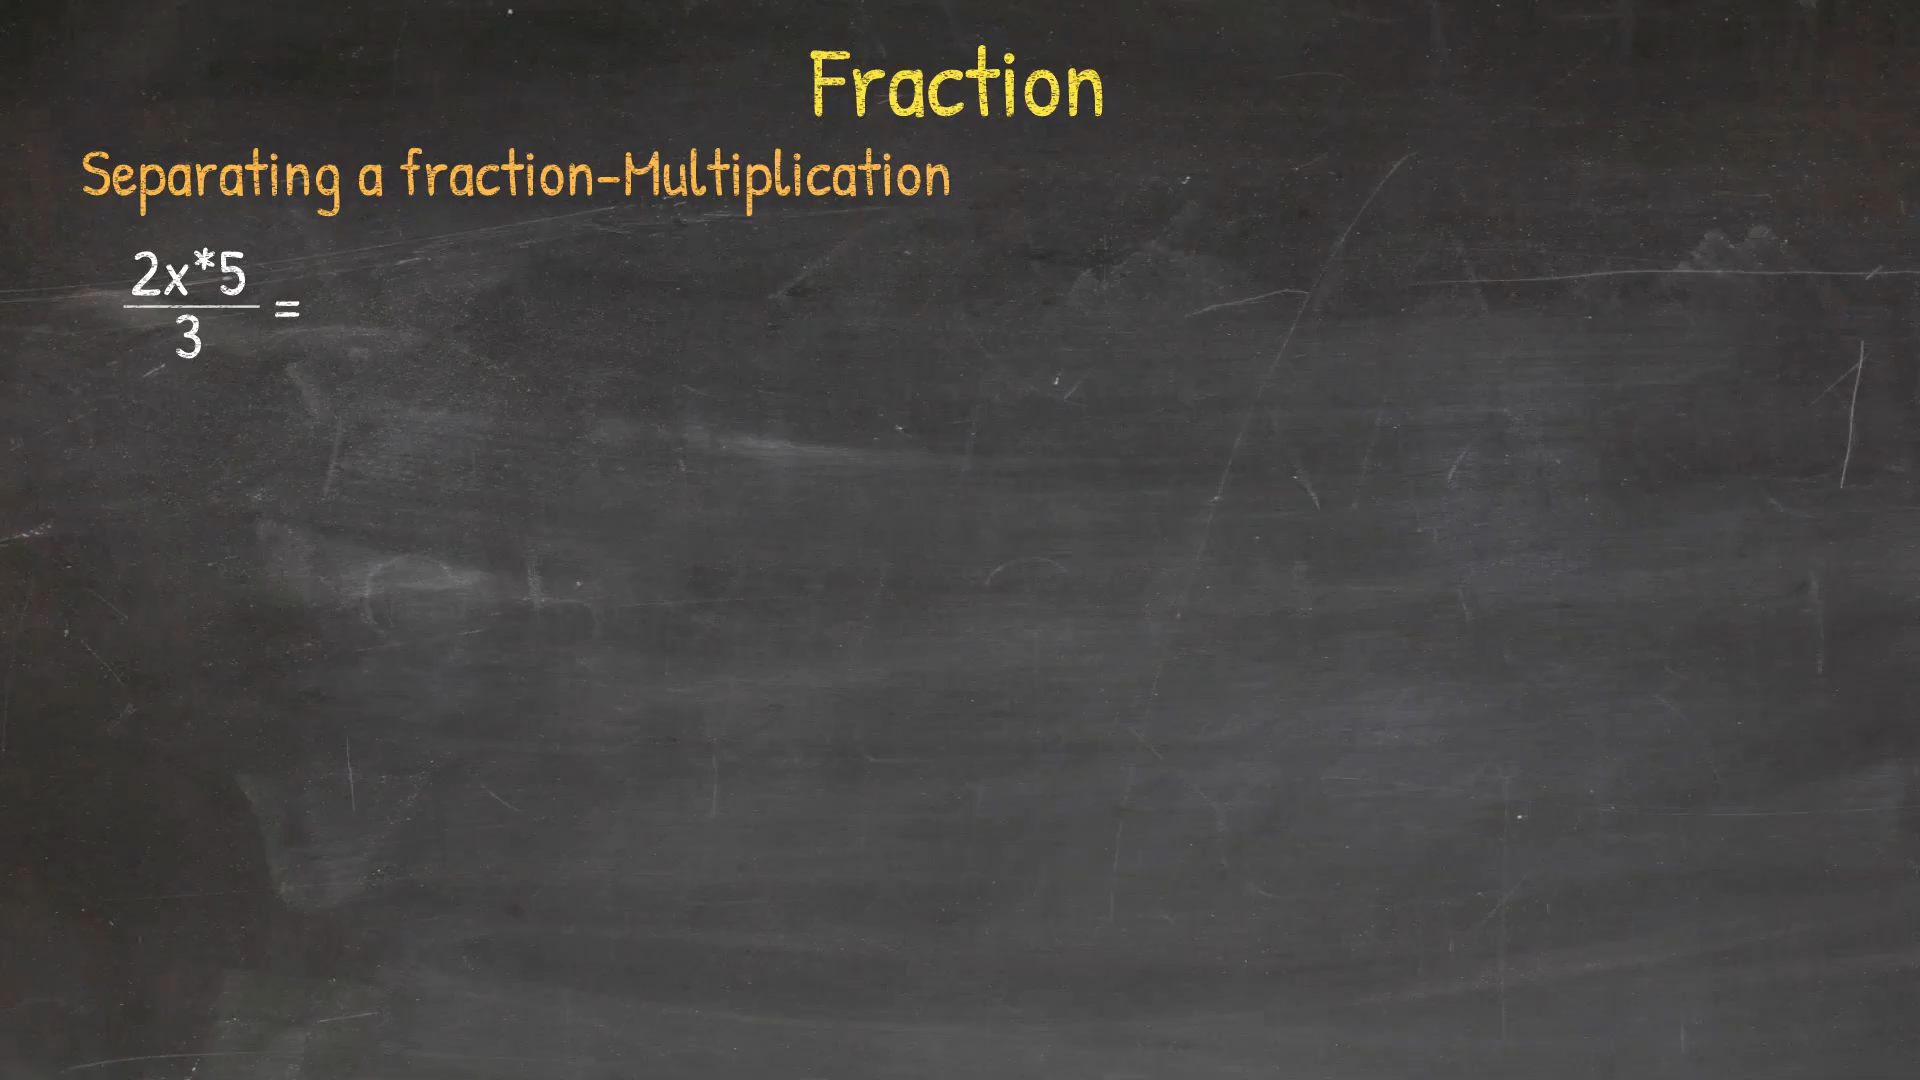 Fraction
Separating a fraction-Multiplication
2x*5
3
=